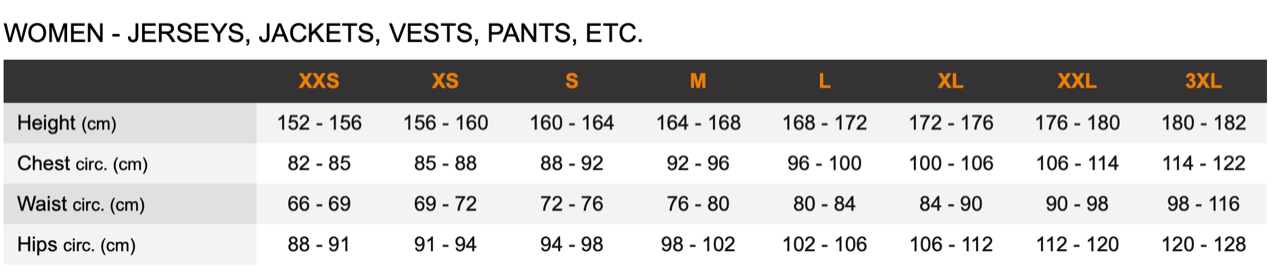 WOMEN - JERSEYS, JACKETS, VESTS, PANTS, ETC.
XXS XS S M L XL XXL 3XL
Height (cm) 152 - 156 156 - 160 160 - 164 164 - 168 168 - 172 172 - 176 176 - 180 180 - 182
Chest circ. (cm) 82 - 85 85 - 88 88 - 92 92 - 96 96 - 100 100 - 106 106 - 114 114 - 122
Waist circ. (cm) 66 - 69 69 - 72 72 - 76 76 - 80 80 - 84 84 - 90 90 - 98 98 - 116
Hips circ. (cm) 88 - 91 91 - 94 94 - 98 98 - 102 102 - 106 106 - 112 112 - 120 120 - 128